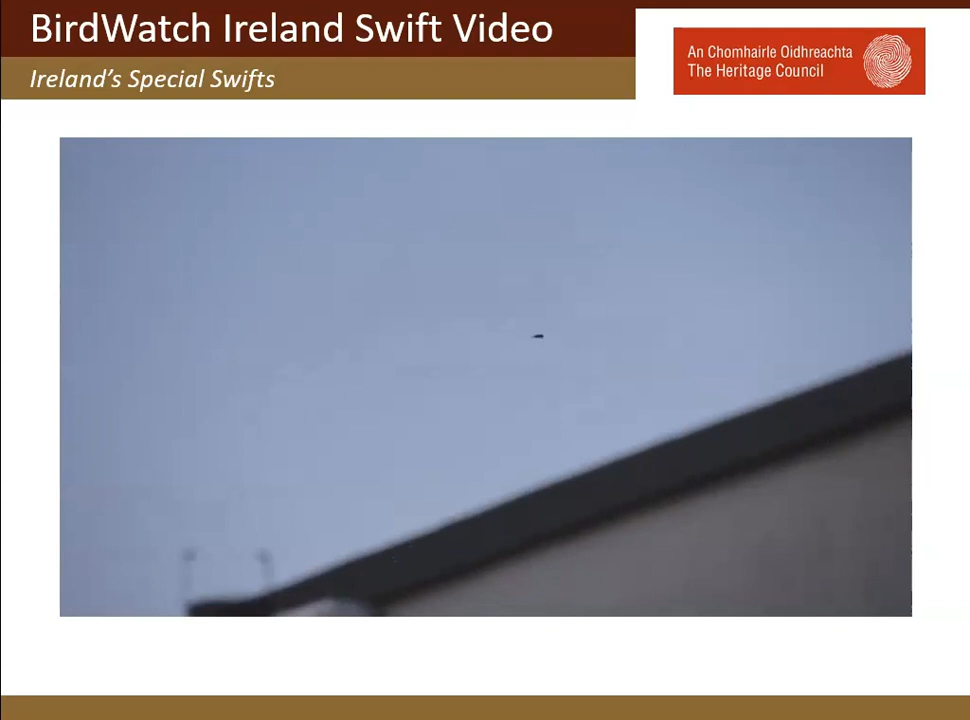 BirdWatch Ireland Swift Video
Ireland's Special Swifts
An Chomhairle Oidhreachta
The Heritage Council